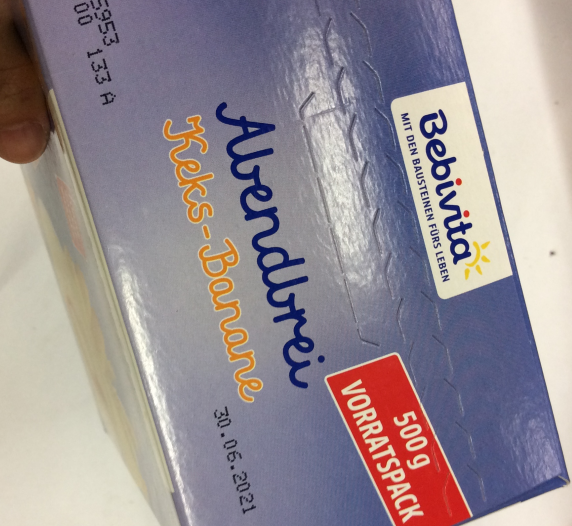 Bebivita
MIT DEN BAUSTEINEN FÜRS LEBEN
500 g
VORRATSPACK
Abendbrei
Keks-Banane
30.06.2021
5953
00 133 A